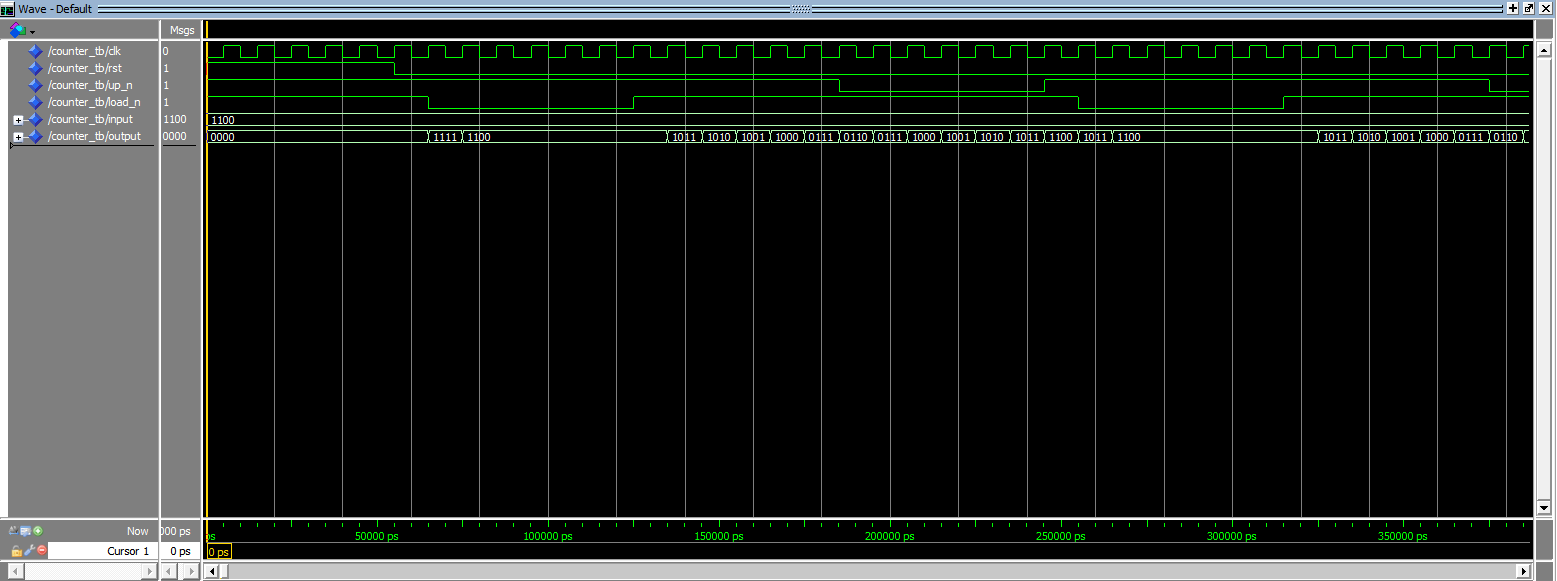 Wave - Default
Msgs
/counter_tb/clk 0
/counter_tb/rst 1
/counter_tb/up_n 1
/counter_tb/load_n 1
/counter_tb/input 1100 1100
/counter_tb/output 0000 0000 1111 1100 1011 1010 1001 1000 0111 0110 0111 1000 1001 1010 1011 1100 1011 1100 1011 1010 1001 1000 0111 0110
Now 000 ps ps 50000 ps 100000 ps 150000 ps 200000 ps 250000 ps 300000 ps 350000 ps
Cursor 1 0 ps 0 ps